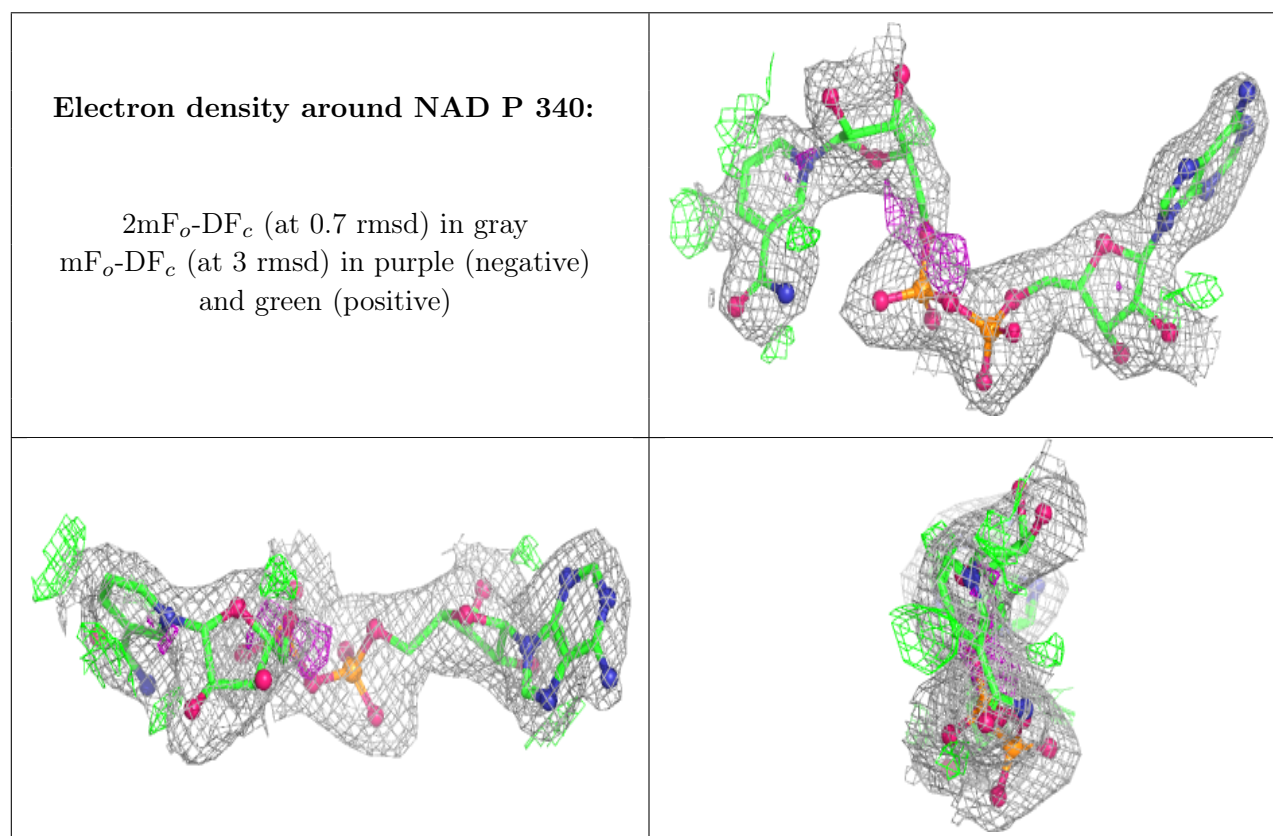 Electron density around NAD P 340:
2mFo-DFc (at 0.7 rmsd) in gray
mFo-DFc (at 3 rmsd) in purple (negative)
and green (positive)